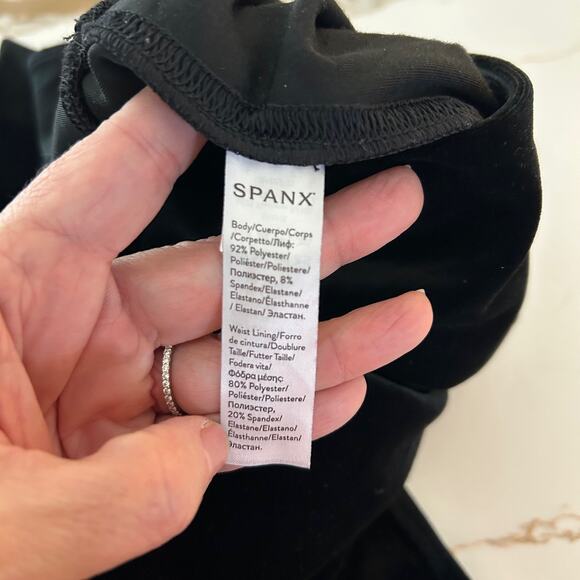 SPANX
Body/Cuerpo/Corps
/Corpetto/Лиф:
92% Polyester/
Poliéster/Poliestere/
Полиэстер, 8%
Spandex/Elastane/
Elastano/Élasthanne
/ Elastan/ Эластан.
Waist Lining/Forro
de cintura/Doublure
Taille/Futter Taille/
Fodera vita/
Φόδρα μέσης:
80% Polyester/
Poliéster/Poliestere/
Полиэстер,
20% Spandex/
Elastane/Elastano/
Élasthanne/Elastan/
Эластан.